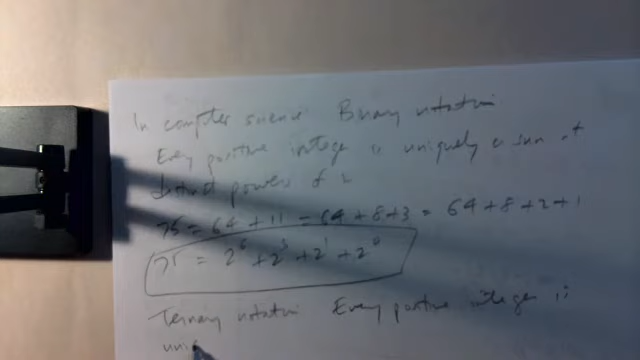 In computer science Binary notation
Every positive integer is uniquely a sum of
distinct powers of 2
75 = 64 + 11 = 64 + 8 + 3 = 64 + 8 + 2 + 1
75 = 2^6 + 2^3 + 2^1 + 2^0
Ternary notation Every positive integer is